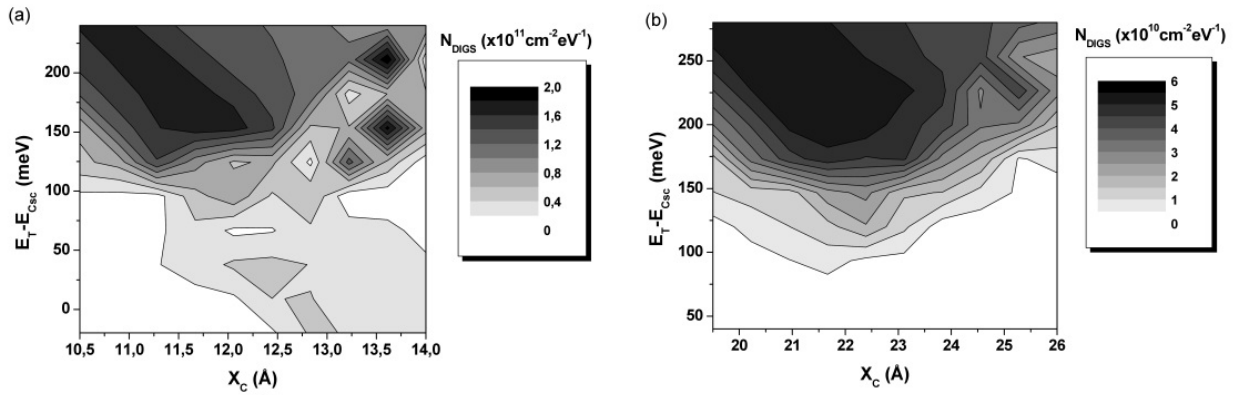 (a)
N_DIGS (x10^11 cm^-2 eV^-1)
2,0
1,6
1,2
0,8
0,4
0
200
150
100
50
0
E_T-E_Csc (meV)
10,5 11,0 11,5 12,0 12,5 13,0 13,5 14,0
X_C (Å)
(b)
N_DIGS (x10^10 cm^-2 eV^-1)
6
5
4
3
2
1
0
250
200
150
100
50
E_T-E_Csc (meV)
20 21 22 23 24 25 26
X_C (Å)